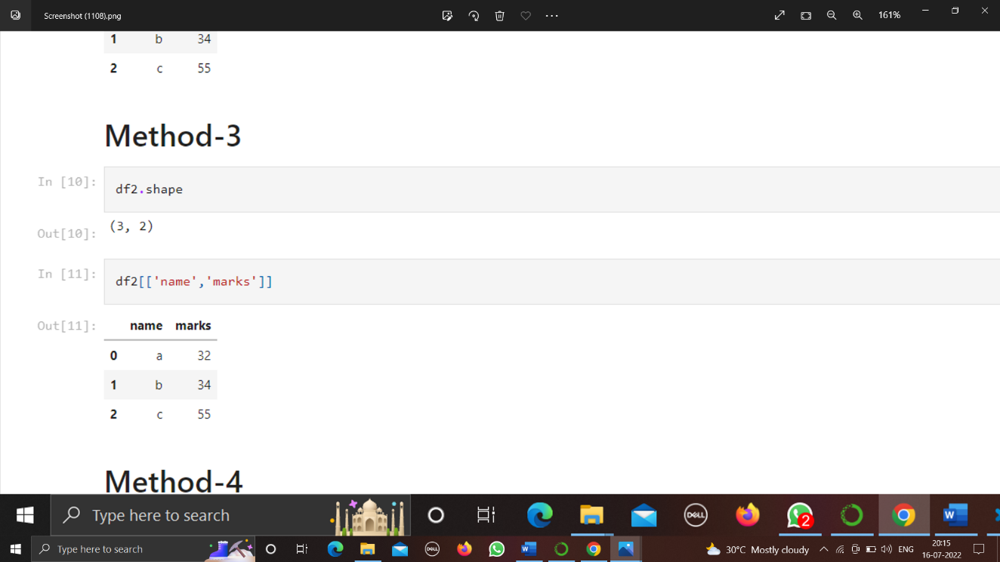 Screenshot (1108).png
161%
1 b 34
2 c 55
Method-3
In [10]:
df2.shape
Out[10]:
(3, 2)
In [11]:
df2[['name','marks']]
Out[11]:
name marks
0 a 32
1 b 34
2 c 55
Method-4
Type here to search
DELL
2
W
Type here to search
DELL
W
30°C Mostly cloudy
ENG
20:15
16-07-2022